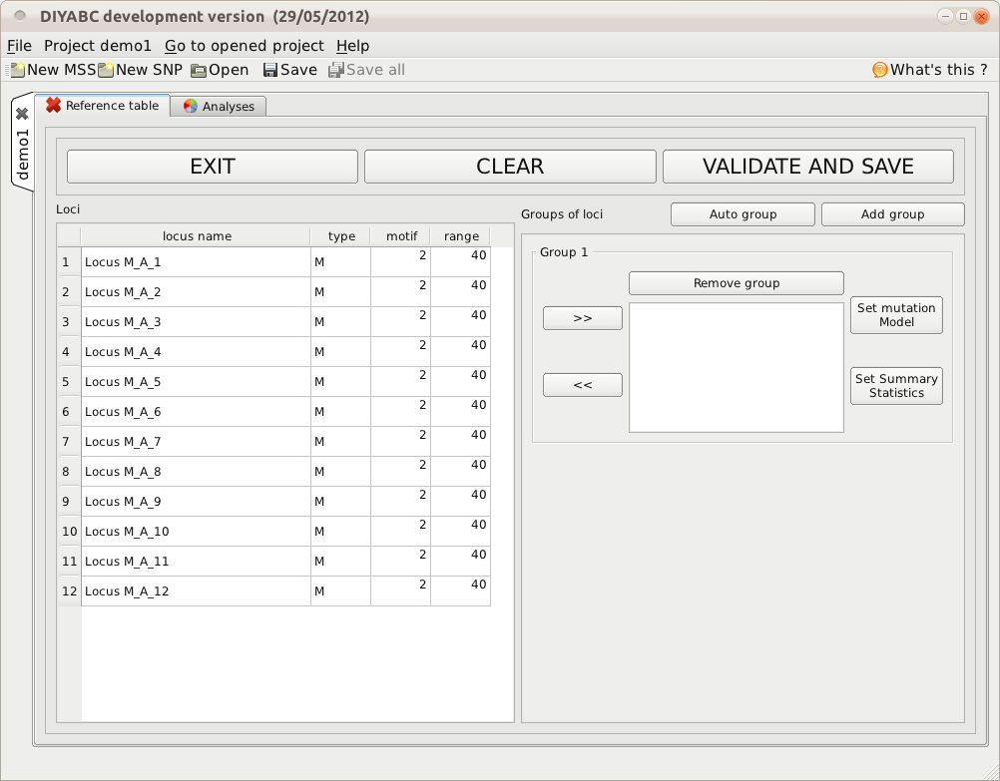 DIYABC development version (29/05/2012)
File Project demo1 Go to opened project Help
New MSS New SNP Open Save Save all What's this ?
demo1
Reference table Analyses
EXIT CLEAR VALIDATE AND SAVE
Loci
Groups of loci Auto group Add group
locus name type motif range
1 Locus M_A_1 M 2 40
2 Locus M_A_2 M 2 40
3 Locus M_A_3 M 2 40
4 Locus M_A_4 M 2 40
5 Locus M_A_5 M 2 40
6 Locus M_A_6 M 2 40
7 Locus M_A_7 M 2 40
8 Locus M_A_8 M 2 40
9 Locus M_A_9 M 2 40
10 Locus M_A_10 M 2 40
11 Locus M_A_11 M 2 40
12 Locus M_A_12 M 2 40
Group 1
Remove group
>>
<<
Set mutation
Model
Set Summary
Statistics